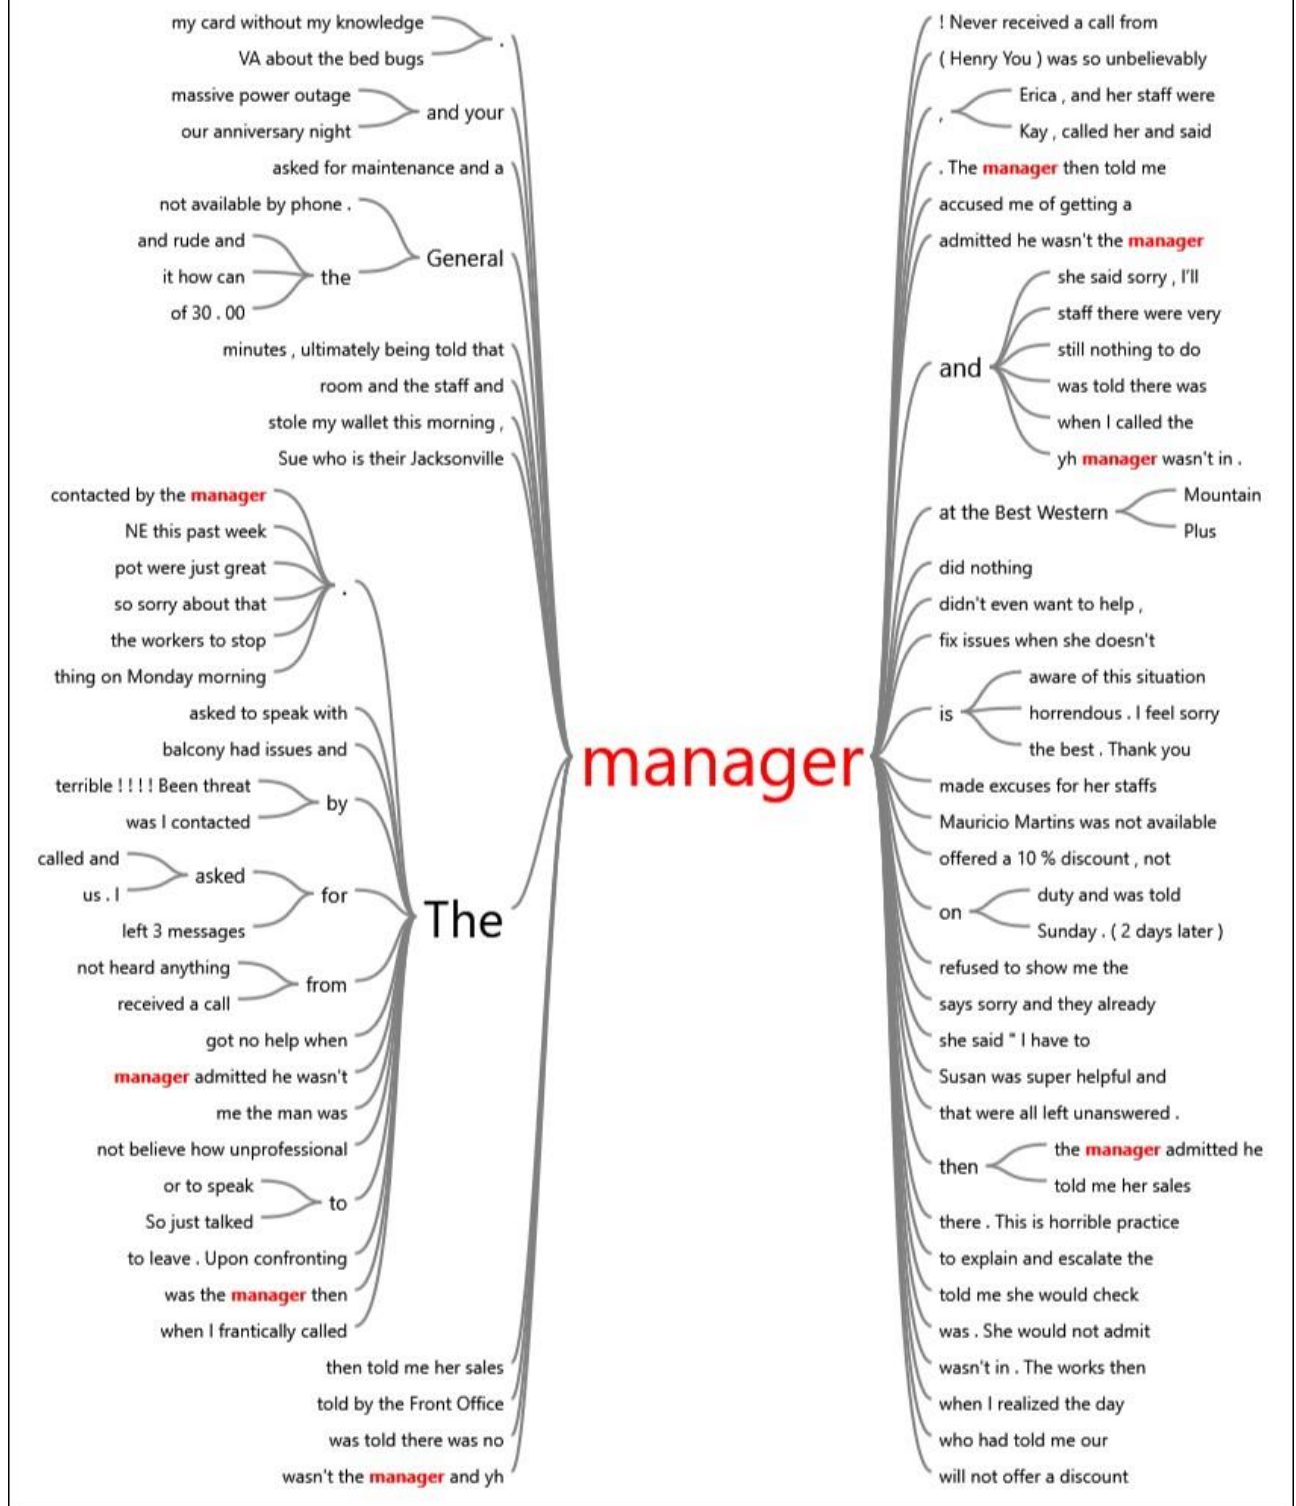 my card without my knowledge
VA about the bed bugs
.
massive power outage
our anniversary night
and your
asked for maintenance and a
not available by phone .
and rude and
it how can
of 30 . 00
the
General
minutes , ultimately being told that
room and the staff and
stole my wallet this morning ,
Sue who is their Jacksonville
contacted by the manager
NE this past week
pot were just great
so sorry about that
the workers to stop
thing on Monday morning
.
asked to speak with
balcony had issues and
terrible ! ! ! ! Been threat
was I contacted
by
called and
us . I
asked
left 3 messages
for
not heard anything
received a call
from
got no help when
manager admitted he wasn't
me the man was
not believe how unprofessional
or to speak
So just talked
to
to leave . Upon confronting
was the manager then
when I frantically called
The
then told me her sales
told by the Front Office
was told there was no
wasn't the manager and yh
manager
! Never received a call from
( Henry You ) was so unbelievably
,
Erica , and her staff were
Kay , called her and said
. The manager then told me
accused me of getting a
admitted he wasn't the manager
and
she said sorry , I'll
staff there were very
still nothing to do
was told there was
when I called the
yh manager wasn't in .
at the Best Western
Mountain
Plus
did nothing
didn't even want to help ,
fix issues when she doesn't
is
aware of this situation
horrendous . I feel sorry
the best . Thank you
made excuses for her staffs
Mauricio Martins was not available
offered a 10 % discount , not
on
duty and was told
Sunday . ( 2 days later )
refused to show me the
says sorry and they already
she said " I have to
Susan was super helpful and
that were all left unanswered .
then
the manager admitted he
told me her sales
there . This is horrible practice
to explain and escalate the
told me she would check
was . She would not admit
wasn't in . The works then
when I realized the day
who had told me our
will not offer a discount